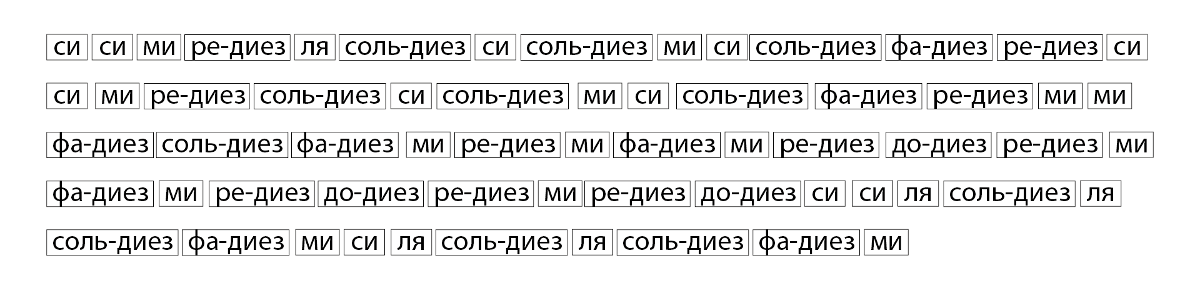 си си ми ре-диез ля соль-диез си соль-диез ми си соль-диез фа-диез ре-диез си
си ми ре-диез соль-диез си соль-диез ми си соль-диез фа-диез ре-диез ми ми
фа-диез соль-диез фа-диез ми ре-диез ми фа-диез ми ре-диез до-диез ре-диез ми
фа-диез ми ре-диез до-диез ре-диез ми ре-диез до-диез си си ля соль-диез ля
соль-диез фа-диез ми си ля соль-диез ля соль-диез фа-диез ми